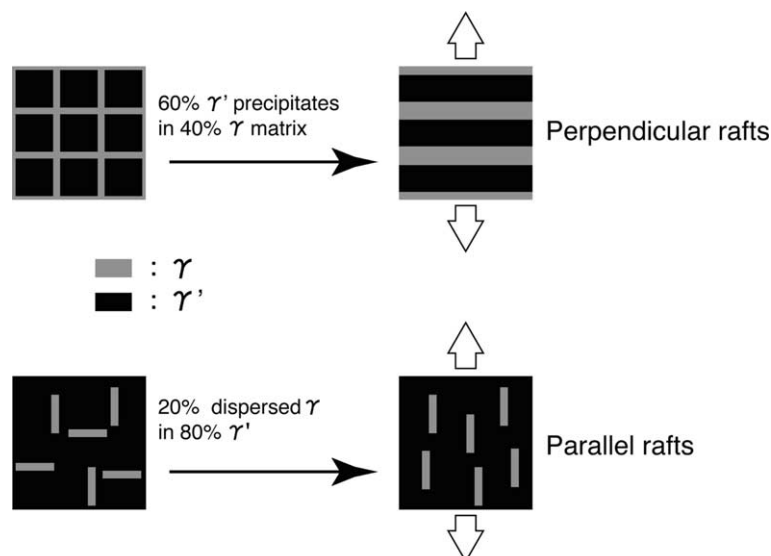 60% γ’ precipitates
in 40% γ matrix
Perpendicular rafts
: γ
: γ’
20% dispersed γ
in 80% γ'
Parallel rafts